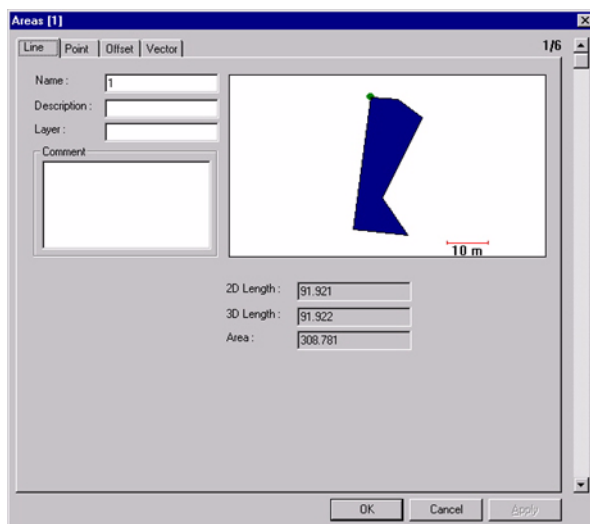 Areas [1]
Line Point Offset Vector 1/6
Name : 1
Description :
Layer :
Comment
10 m
2D Length : 91.921
3D Length : 91.922
Area : 308.781
OK Cancel Apply